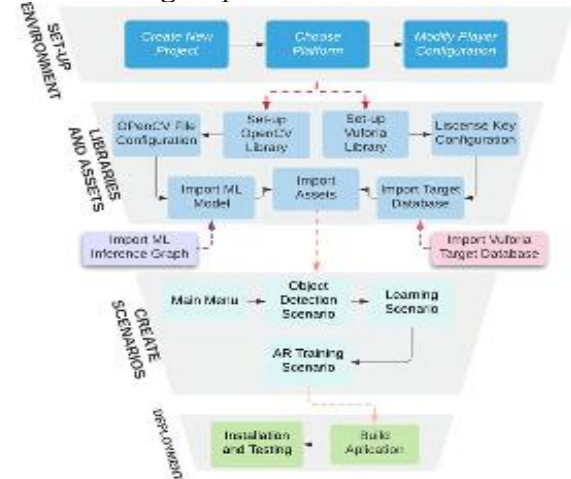 SET-UP
ENVIRONMENT
Create New
Project
Choose
Platform
Modify Player
Configuration
LIBRARIES
AND ASSETS
OPenCV File
Configuration
Set-up
OpenCV
Library
Set-up
Vuforia
Library
Liscense Key
Configuration
Import ML
Model
Import
Assets
Import Target
Database
Import ML
Inference Graph
Import Vuforia
Target Database
CREATE
SCENARIOS
Main Menu
Object
Detection
Scenario
Learning
Scenario
AR Training
Scenario
DEPLOYMENT
Installation
and Testing
Build
Aplication